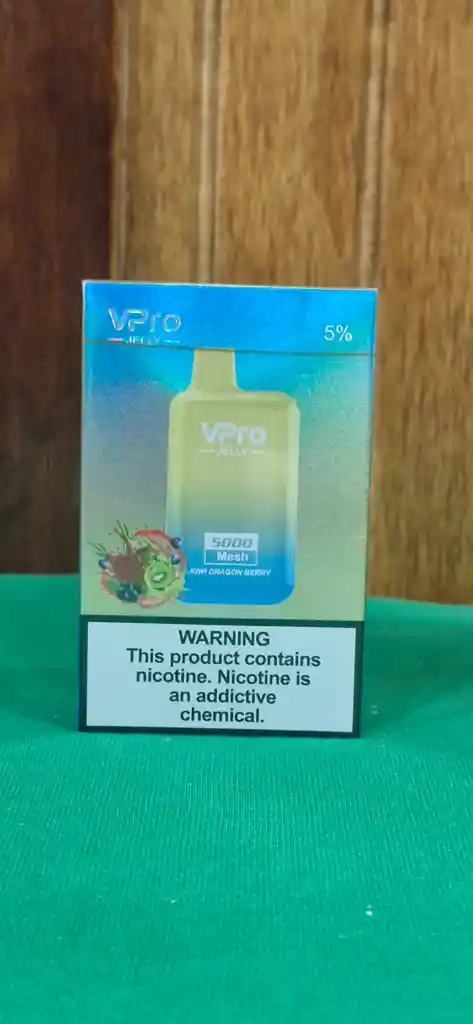 VPro
JELLY
5%
VPro
JELLY
5000
Mesh
KIWI DRAGON BERRY
WARNING
This product contains
nicotine. Nicotine is
an addictive
chemical.